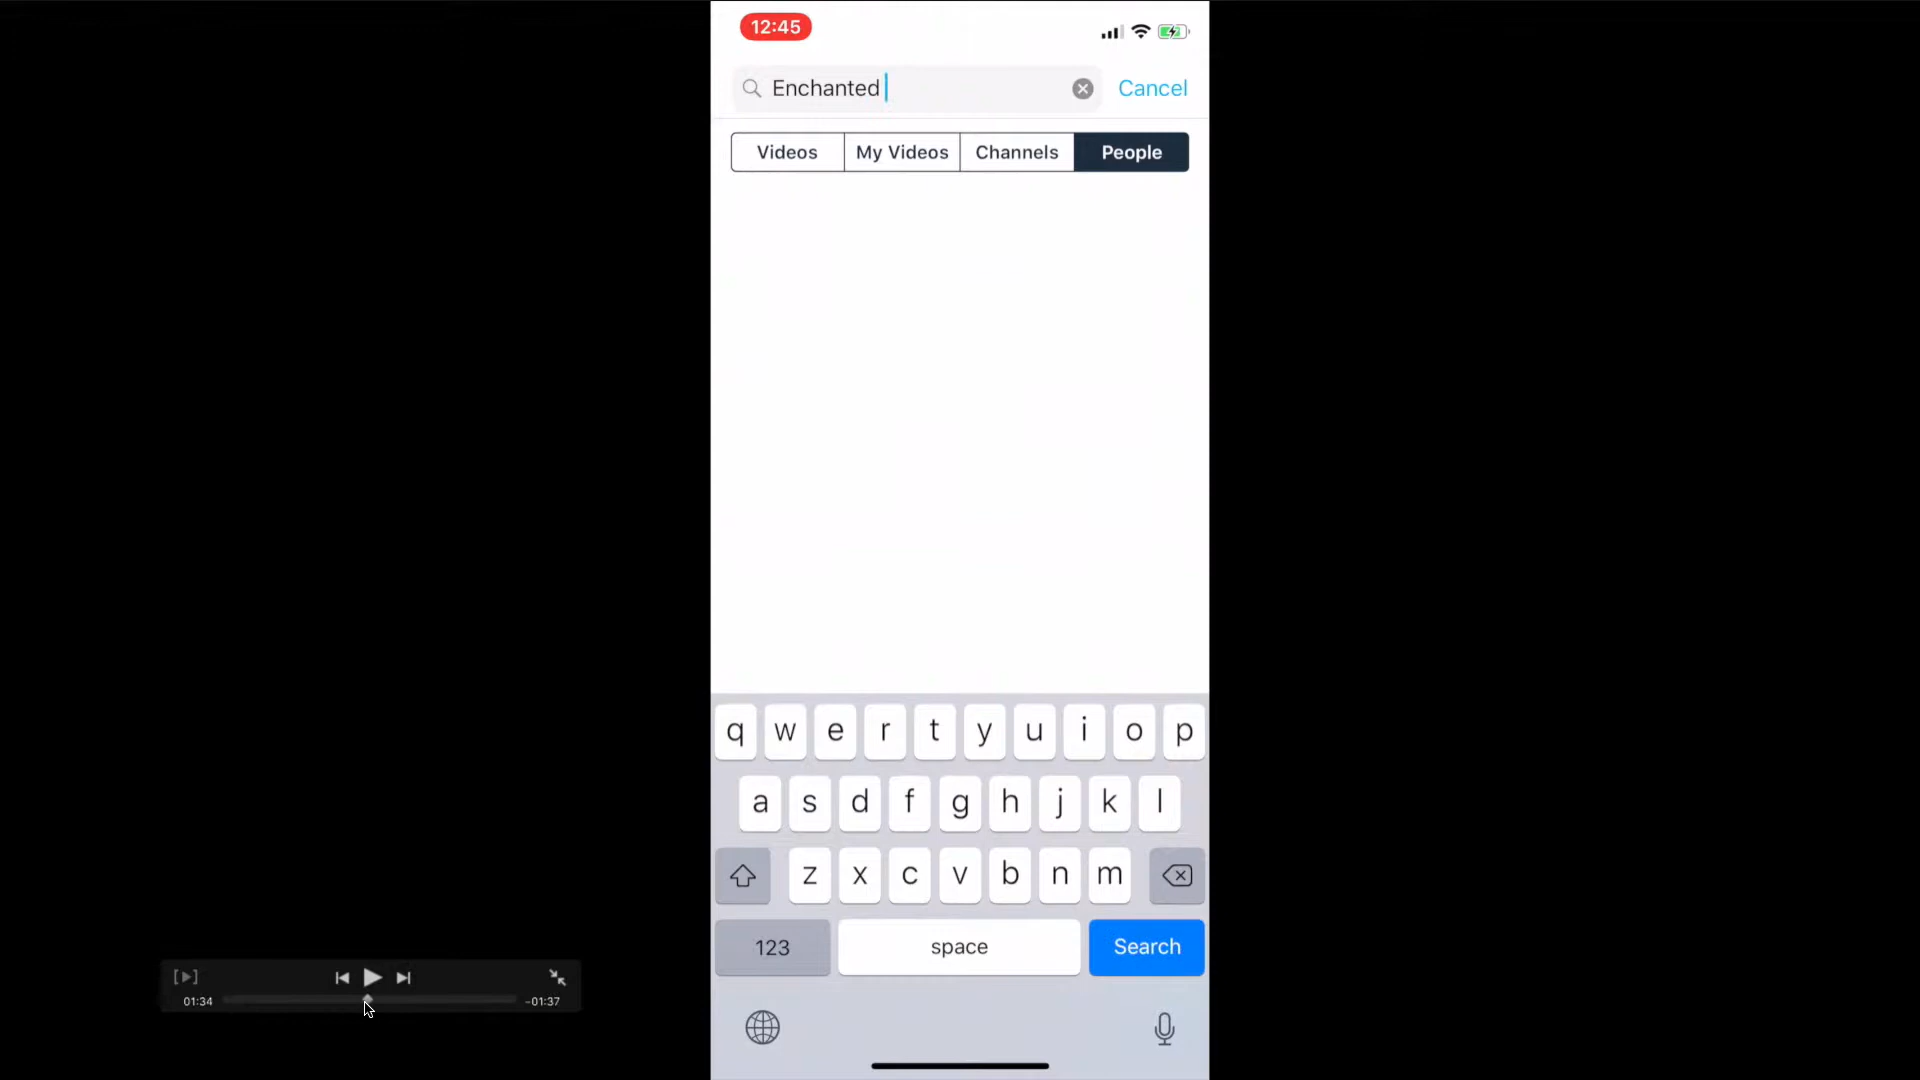 12:45
Enchanted
Cancel
Videos
My Videos
Channels
People
q w e r t y u i o p
a s d f g h j k l
z x c v b n m
123
space
Search
01:34
-01:37